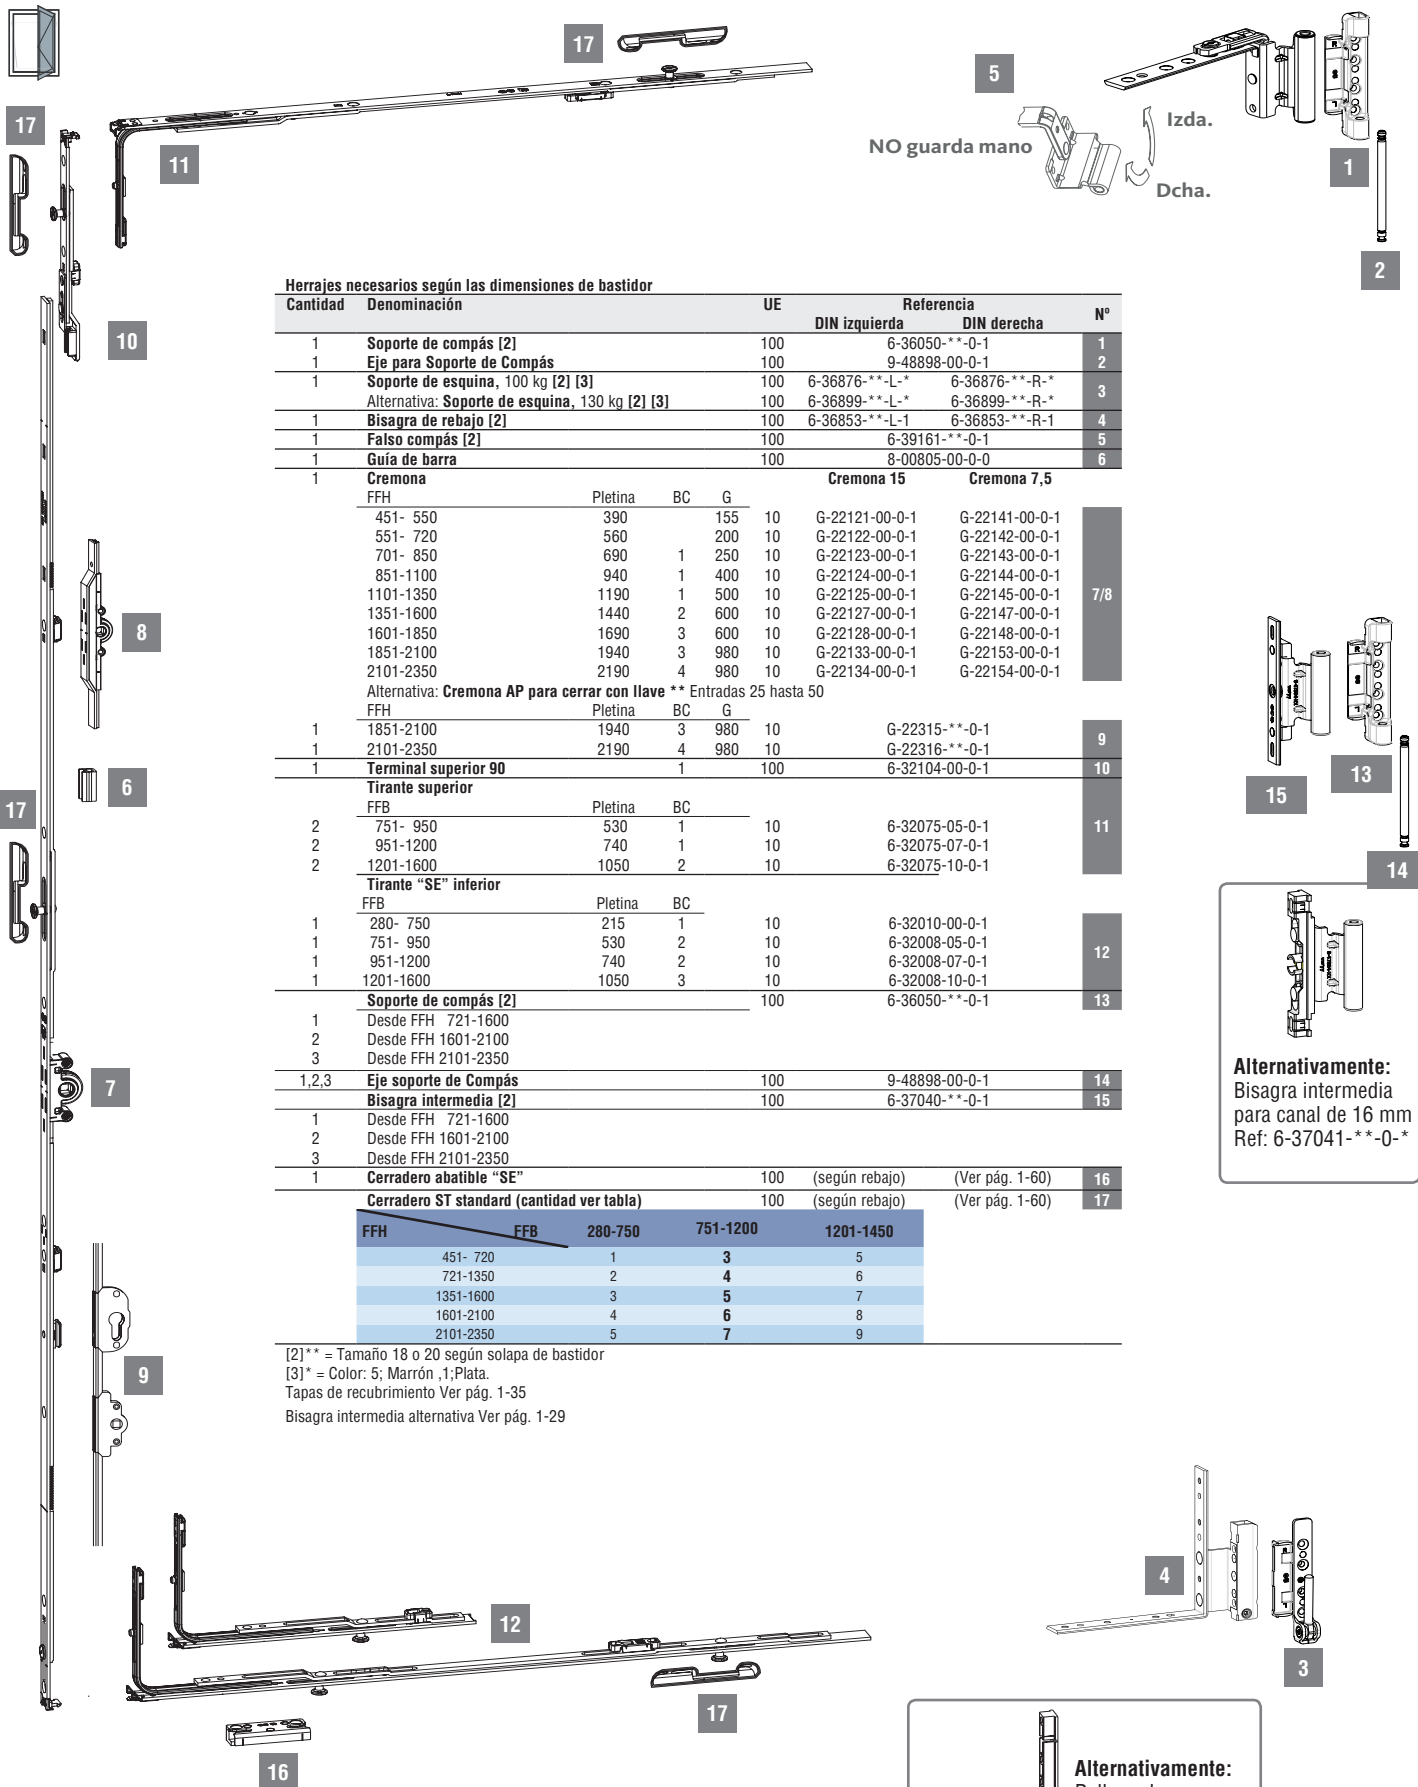 17
5
Izda.
NO guarda mano
Dcha.
1
2
17
11
10
Herrajes necesarios según las dimensiones de bastidor
Cantidad Denominación UE Referencia Nº
DIN izquierda DIN derecha
1 Soporte de compás [2] 100 6-36050-**-0-1 1
1 Eje para Soporte de Compás 100 9-48898-00-0-1 2
1 Soporte de esquina, 100 kg [2] [3] 100 6-36876-**-L-* 6-36876-**-R-* 3
Alternativa: Soporte de esquina, 130 kg [2] [3] 100 6-36899-**-L-* 6-36899-**-R-*
1 Bisagra de rebajo [2] 100 6-36853-**-L-1 6-36853-**-R-1 4
1 Falso compás [2] 100 6-39161-**-0-1 5
1 Guía de barra 100 8-00805-00-0-0 6
1 Cremona Cremona 15 Cremona 7,5
FFH Pletina BC G
451- 550 390 155 10 G-22121-00-0-1 G-22141-00-0-1
551- 720 560 200 10 G-22122-00-0-1 G-22142-00-0-1
701- 850 690 1 250 10 G-22123-00-0-1 G-22143-00-0-1
851-1100 940 1 400 10 G-22124-00-0-1 G-22144-00-0-1
1101-1350 1190 1 500 10 G-22125-00-0-1 G-22145-00-0-1 7/8
1351-1600 1440 2 600 10 G-22127-00-0-1 G-22147-00-0-1
1601-1850 1690 3 600 10 G-22128-00-0-1 G-22148-00-0-1
1851-2100 1940 3 980 10 G-22133-00-0-1 G-22153-00-0-1
2101-2350 2190 4 980 10 G-22134-00-0-1 G-22154-00-0-1
Alternativa: Cremona AP para cerrar con llave ** Entradas 25 hasta 50
FFH Pletina BC G
1 1851-2100 1940 3 980 10 G-22315-**-0-1 9
1 2101-2350 2190 4 980 10 G-22316-**-0-1
1 Terminal superior 90 1 100 6-32104-00-0-1 10
Tirante superior
FFB Pletina BC
2 751- 950 530 1 10 6-32075-05-0-1 11
2 951-1200 740 1 10 6-32075-07-0-1
2 1201-1600 1050 2 10 6-32075-10-0-1
Tirante “SE” inferior
FFB Pletina BC
1 280- 750 215 1 10 6-32010-00-0-1
1 751- 950 530 2 10 6-32008-05-0-1 12
1 951-1200 740 2 10 6-32008-07-0-1
1 1201-1600 1050 3 10 6-32008-10-0-1
Soporte de compás [2] 100 6-36050-**-0-1 13
1 Desde FFH 721-1600
2 Desde FFH 1601-2100
3 Desde FFH 2101-2350
1,2,3 Eje soporte de Compás 100 9-48898-00-0-1 14
Bisagra intermedia [2] 100 6-37040-**-0-1 15
1 Desde FFH 721-1600
2 Desde FFH 1601-2100
3 Desde FFH 2101-2350
1 Cerradero abatible “SE” 100 (según rebajo) (Ver pág. 1-60) 16
Cerradero ST standard (cantidad ver tabla) 100 (según rebajo) (Ver pág. 1-60) 17
FFH FFB 280-750 751-1200 1201-1450
451- 720 1 3 5
721-1350 2 4 6
1351-1600 3 5 7
1601-2100 4 6 8
2101-2350 5 7 9
[2]** = Tamaño 18 o 20 según solapa de bastidor
[3]* = Color: 5; Marrón ,1;Plata.
Tapas de recubrimiento Ver pág. 1-35
Bisagra intermedia alternativa Ver pág. 1-29
8
6
17
7
9
15
13
14
Alternativamente:
Bisagra intermedia
para canal de 16 mm
Ref: 6-37041-**-0-*
4
3
12
17
16
Alternativamente: